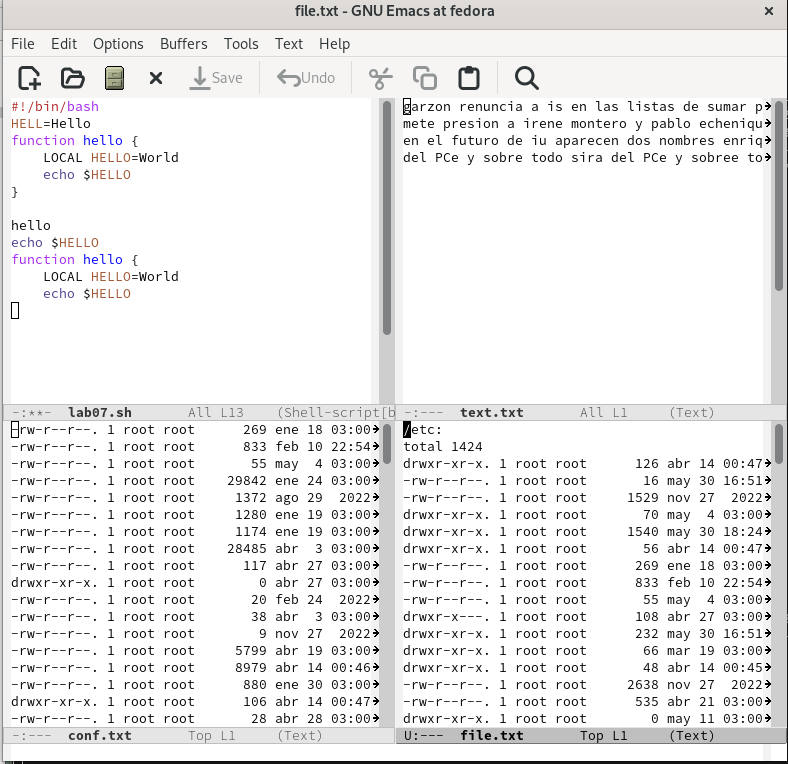 file.txt - GNU Emacs at fedora
File Edit Options Buffers Tools Text Help
Save Undo
#!/bin/bash
HELL=Hello
function hello {
    LOCAL HELLO=World
    echo $HELLO
}
hello
echo $HELLO
function hello {
    LOCAL HELLO=World
    echo $HELLO
-:**- lab07.sh All L13 (Shell-script[b
garzon renuncia a is en las listas de sumar p
mete presion a irene montero y pablo echeniqu
en el futuro de iu aparecen dos nombres enriq
del PCe y sobre todo sira del PCe y sobree to
-:--- text.txt All L1 (Text)
-rw-r--r--. 1 root root 269 ene 18 03:00
-rw-r--r--. 1 root root 833 feb 10 22:54
-rw-r--r--. 1 root root 55 may 4 03:00
-rw-r--r--. 1 root root 29842 ene 24 03:00
-rw-r--r--. 1 root root 1372 ago 29 2022
-rw-r--r--. 1 root root 1280 ene 19 03:00
-rw-r--r--. 1 root root 1174 ene 19 03:00
-rw-r--r--. 1 root root 28485 abr 3 03:00
-rw-r--r--. 1 root root 117 abr 27 03:00
drwxr-xr-x. 1 root root 0 abr 27 03:00
-rw-r--r--. 1 root root 20 feb 24 2022
-rw-r--r--. 1 root root 38 abr 3 03:00
-rw-r--r--. 1 root root 9 nov 27 2022
-rw-r--r--. 1 root root 5799 abr 19 03:00
-rw-r--r--. 1 root root 8979 abr 14 00:46
-rw-r--r--. 1 root root 880 ene 30 03:00
drwxr-xr-x. 1 root root 106 abr 14 00:47
-rw-r--r--. 1 root root 28 abr 28 03:00
-:--- conf.txt Top L1 (Text)
/etc:
total 1424
drwxr-xr-x. 1 root root 126 abr 14 00:47
-rw-r--r--. 1 root root 16 may 30 16:51
-rw-r--r--. 1 root root 1529 nov 27 2022
drwxr-xr-x. 1 root root 70 may 4 03:00
drwxr-xr-x. 1 root root 1540 may 30 18:24
drwxr-xr-x. 1 root root 56 abr 14 00:47
-rw-r--r--. 1 root root 269 ene 18 03:00
-rw-r--r--. 1 root root 833 feb 10 22:54
-rw-r--r--. 1 root root 55 may 4 03:00
drwxr-x---. 1 root root 108 abr 27 03:00
drwxr-xr-x. 1 root root 232 may 30 16:51
drwxr-xr-x. 1 root root 66 mar 19 03:00
drwxr-xr-x. 1 root root 48 abr 14 00:45
-rw-r--r--. 1 root root 2638 nov 27 2022
-rw-r--r--. 1 root root 535 abr 21 03:00
drwxr-xr-x. 1 root root 0 may 11 03:00
U:--- file.txt Top L1 (Text)